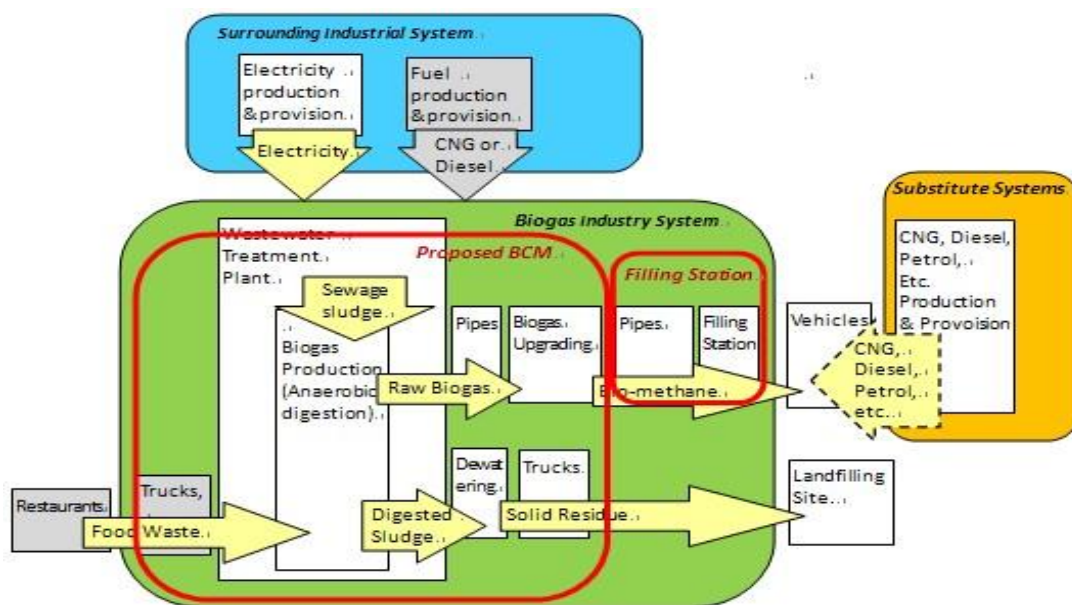 Surrounding Industrial System.
Electricity
production
&provision.
Fuel
production
&provision.
Electricity.
CNG or
Diesel
Biogas Industry System
Substitute Systems
Wastewater
Treatment.
Plant.
Proposed BCM
Filling Station
CNG, Diesel,
Petrol,.
Etc.
Production
& Provoision
Sewage
sludge.
Pipes
Biogas.
Upgrading.
Pipes.
Filling
Station
Vehicles
Biogas
Production
(Anaerobic
digestion).
Raw Biogas.
Bio-methane.
CNG,.
Diesel,.
Petrol,.
etc..
Dewat
ering.
Trucks.
Landfilling
Site..
Restaurants
Trucks,
Food Waste..
Digested
Sludge..
Solid Residue.